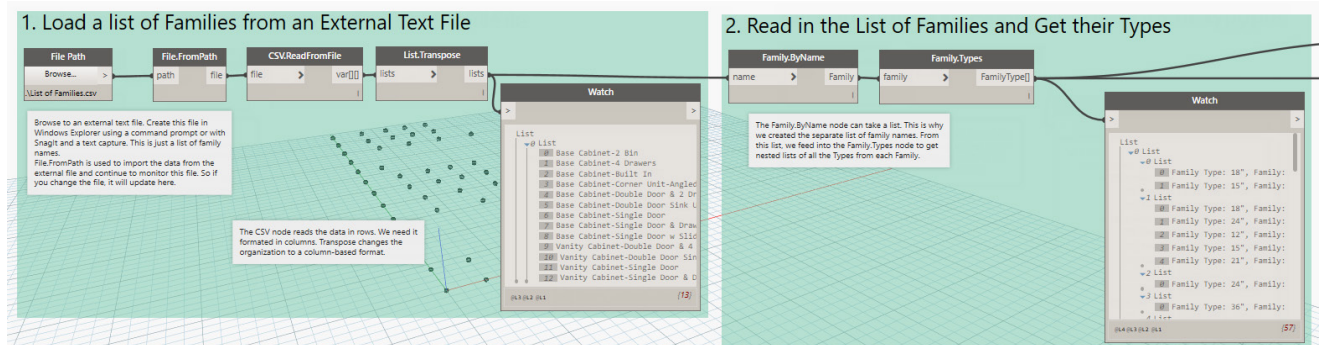 1. Load a list of Families from an External Text File
File Path
Browse... >
.\List of Families.csv
File.FromPath
path file
CSV.ReadFromFile
file > var[][]
l
List.Transpose
lists > lists
l
Browse to an external text file. Create this file in
Windows Explorer using a command prompt or with
SnagIt and a text capture. This is just a list of family
names.
File.FromPath is used to import the data from the
external file and continue to monitor this file. So if
you change the file, it will update here.
The CSV node reads the data in rows. We need it
formated in columns. Transpose changes the
organization to a column-based format.
Watch
> >
List
0 List
0 Base Cabinet-2 Bin
1 Base Cabinet-4 Drawers
2 Base Cabinet-Built In
3 Base Cabinet-Corner Unit-Angled
4 Base Cabinet-Double Door & 2 Dr
5 Base Cabinet-Double Door Sink U
6 Base Cabinet-Single Door
7 Base Cabinet-Single Door & Draw
8 Base Cabinet-Single Door w Slid
9 Vanity Cabinet-Double Door & 4
10 Vanity Cabinet-Double Door Sin
11 Vanity Cabinet-Single Door
12 Vanity Cabinet-Single Door & D
@L3 @L2 @L1 {13}
2. Read in the List of Families and Get their Types
Family.ByName
name > Family
l
Family.Types
family > FamilyType[]
l
The Family.ByName node can take a list. This is why
we created the separate list of family names. From
this list, we feed into the Family.Types node to get
nested lists of all the Types from each Family.
Watch
> >
List
0 List
0 List
0 Family Type: 18", Family:
1 Family Type: 15", Family:
1 List
0 Family Type: 18", Family:
1 Family Type: 24", Family:
2 Family Type: 12", Family:
3 Family Type: 15", Family:
4 Family Type: 21", Family:
2 List
0 Family Type: 24", Family:
3 List
0 Family Type: 36", Family:
4 List
@L4 @L3 @L2 @L1 {57}